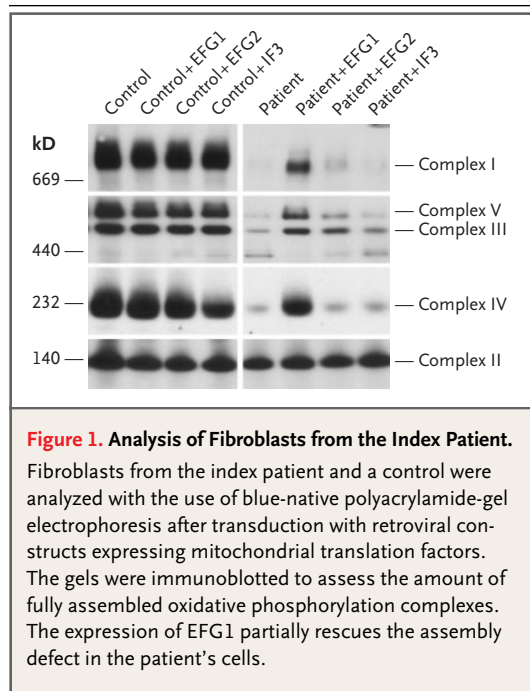 Control
Control+EFG1
Control+EFG2
Control+IF3
Patient
Patient+EFG1
Patient+EFG2
Patient+IF3
kD
669
Complex I
Complex V
Complex III
440
232
Complex IV
140
Complex II
Figure 1. Analysis of Fibroblasts from the Index Patient.
Fibroblasts from the index patient and a control were
analyzed with the use of blue-native polyacrylamide-gel
electrophoresis after transduction with retroviral con-
structs expressing mitochondrial translation factors.
The gels were immunoblotted to assess the amount of
fully assembled oxidative phosphorylation complexes.
The expression of EFG1 partially rescues the assembly
defect in the patient's cells.